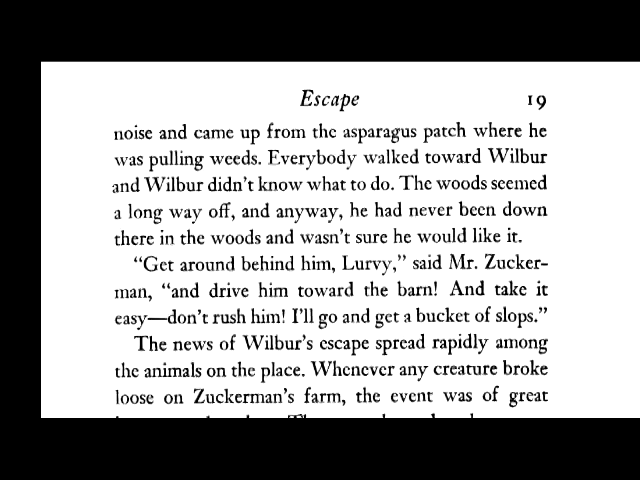 Escape 19
noise and came up from the asparagus patch where he
was pulling weeds. Everybody walked toward Wilbur
and Wilbur didn't know what to do. The woods seemed
a long way off, and anyway, he had never been down
there in the woods and wasn't sure he would like it.
"Get around behind him, Lurvy," said Mr. Zucker-
man, "and drive him toward the barn! And take it
easy—don't rush him! I'll go and get a bucket of slops."
The news of Wilbur's escape spread rapidly among
the animals on the place. Whenever any creature broke
loose on Zuckerman's farm, the event was of great